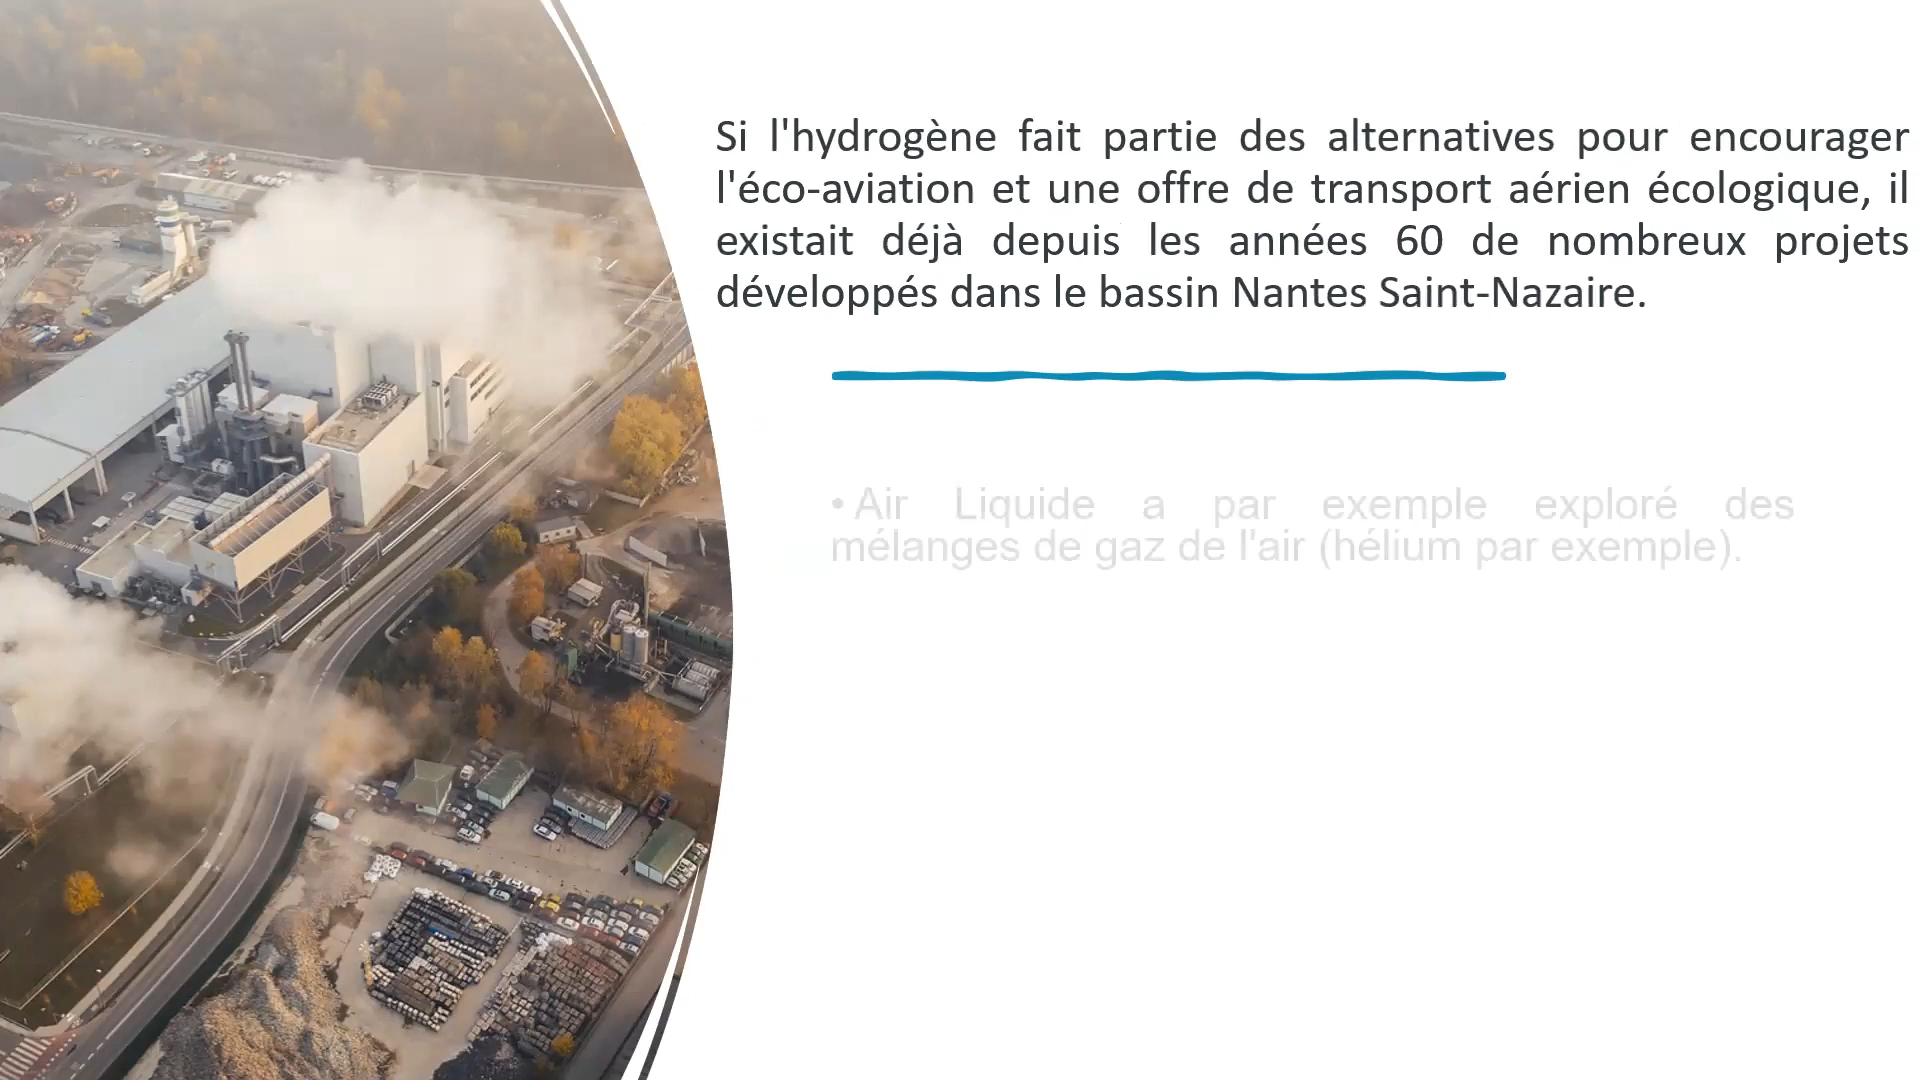 Si l'hydrogène fait partie des alternatives pour encourager
l'éco-aviation et une offre de transport aérien écologique, il
existait déjà depuis les années 60 de nombreux projets
développés dans le bassin Nantes Saint-Nazaire.
• Air Liquide a par exemple exploré des
mélanges de gaz de l'air (hélium par exemple).